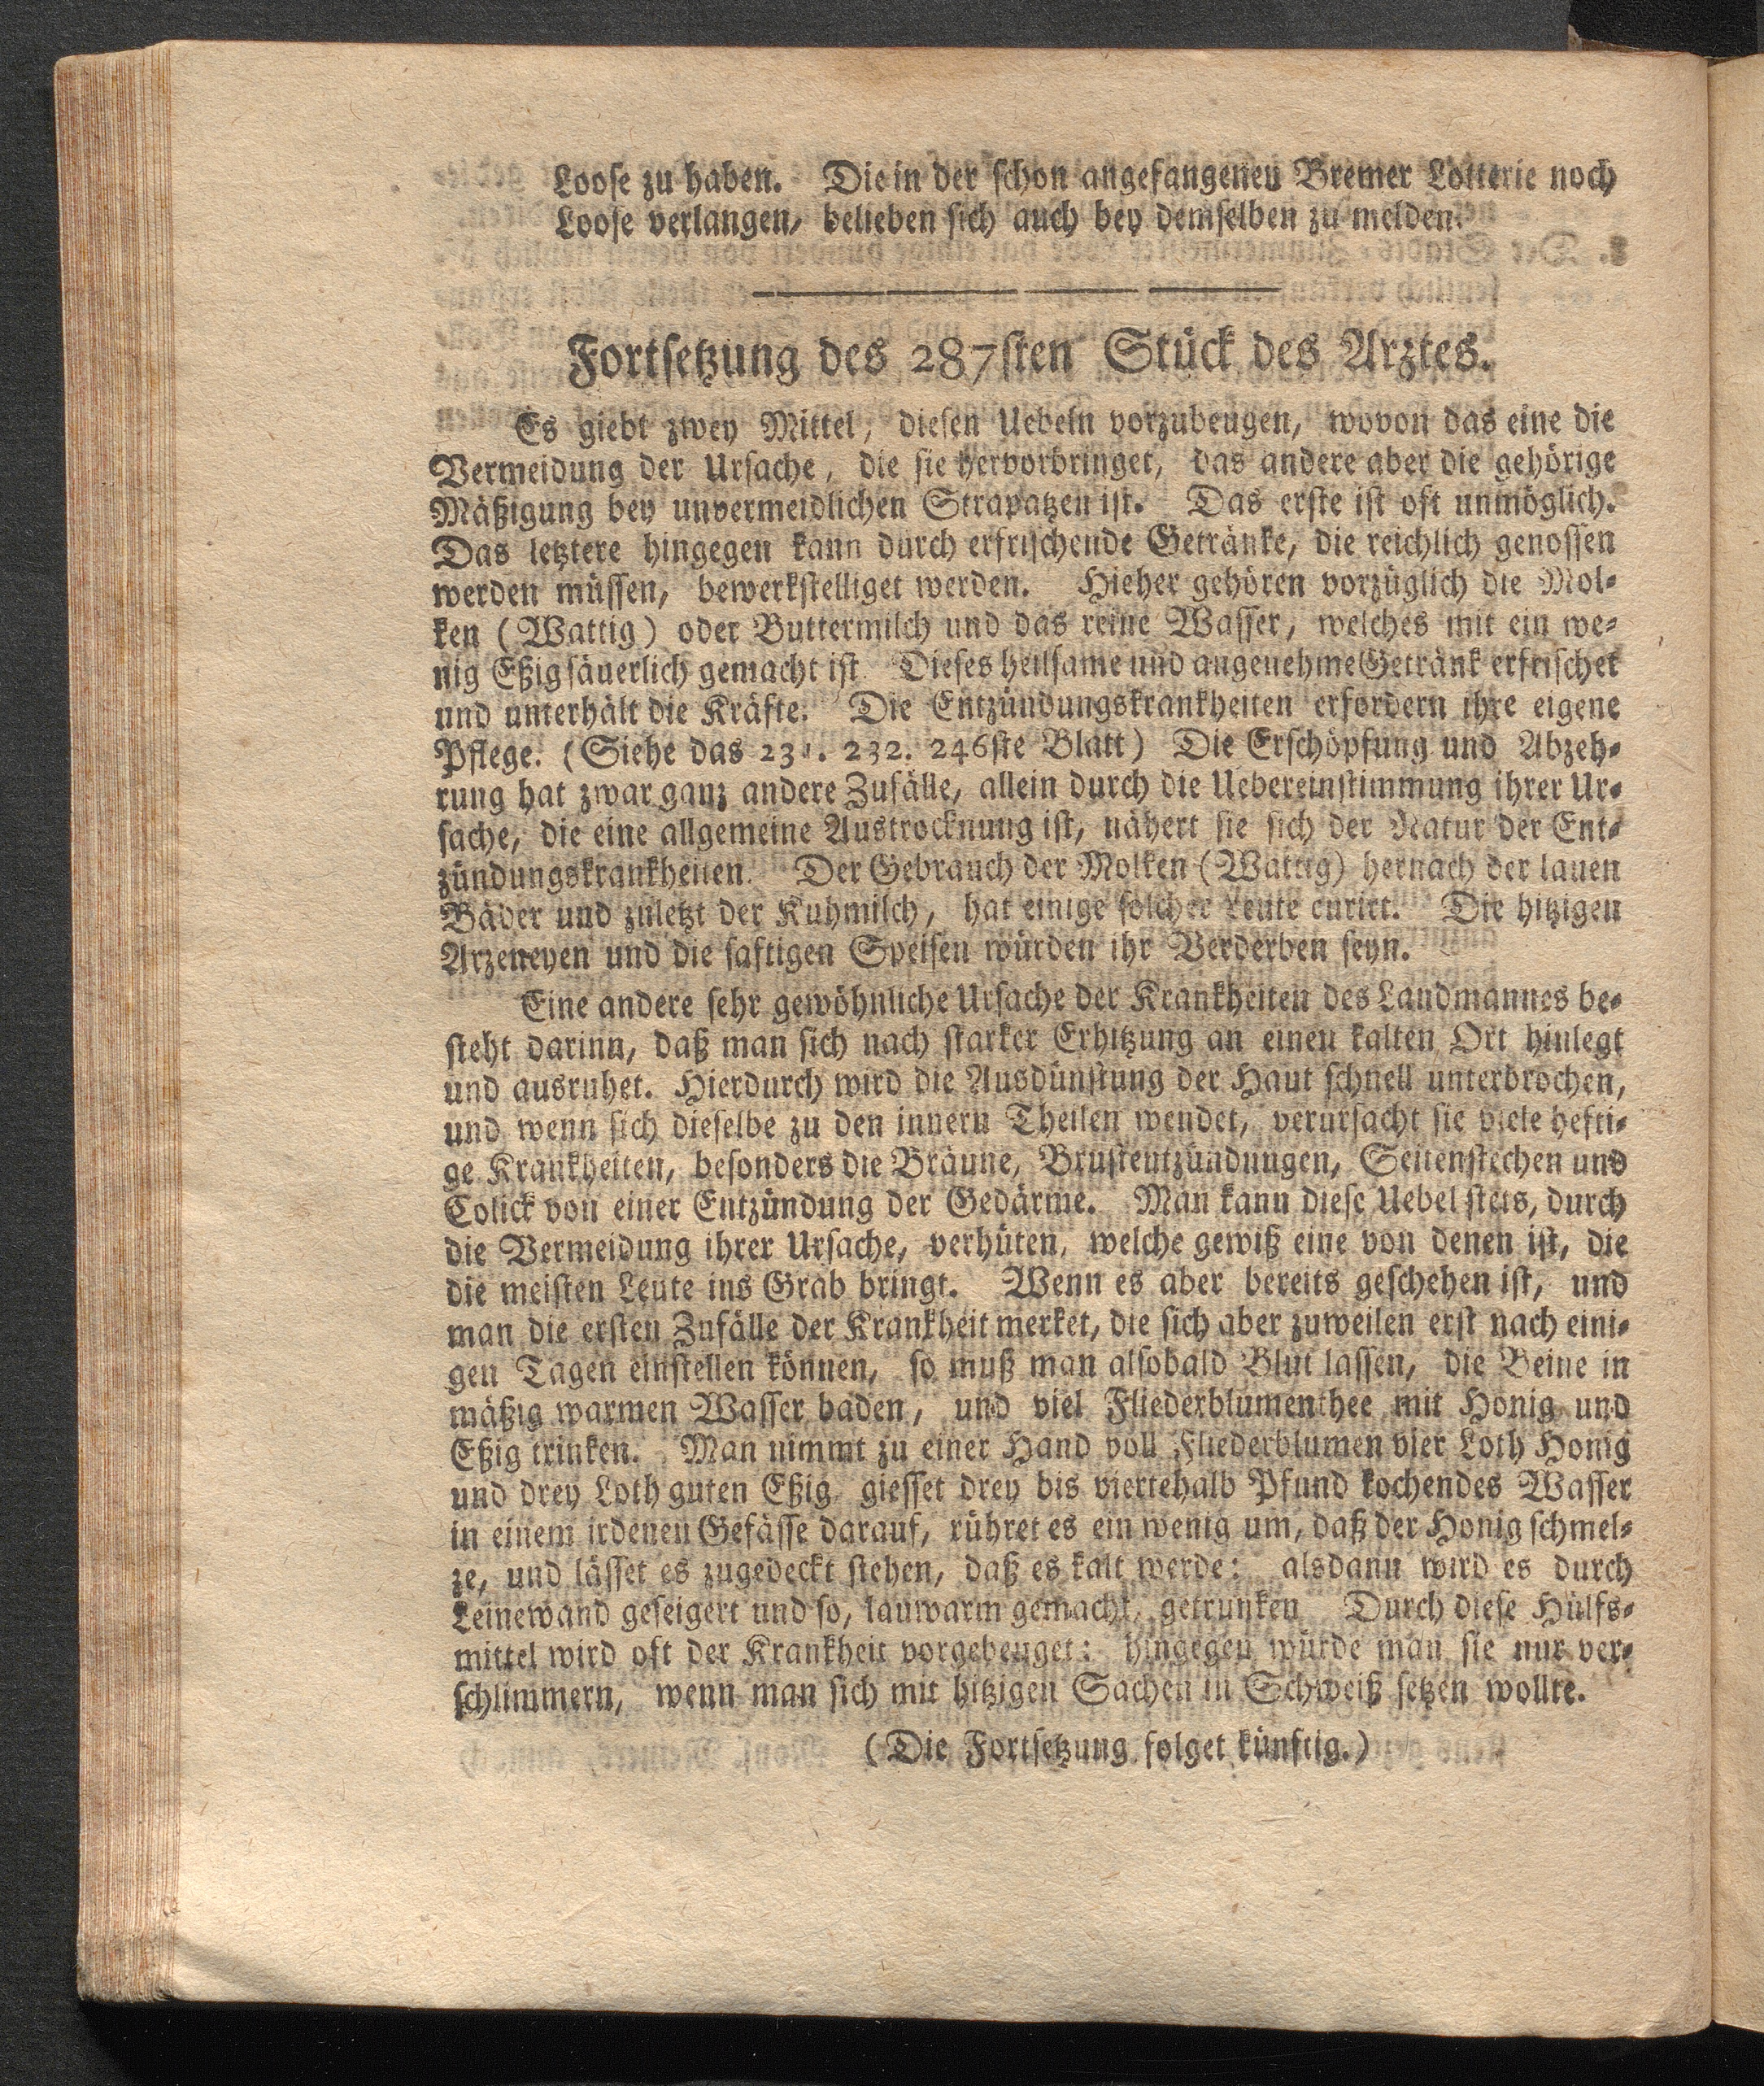 Loose zu haben. Die in der schon angefangenen Bremer Lotterie noch
Loose verlangen, belieben sich auch bey demselben zu melden.
Fortsetzung des 287sten Stück des Arztes.
Es giebt zwey Mittel, diesen Uebeln vorzubeugen, wovon das eine die
Vermeidung der Ursache, die sie hervorbringet, das andere aber die gehörige
Mäßigung bey unvermeidlichen Strapatzen ist. Das erste ist oft unmöglich.
Das letztere hingegen kann durch erfrischende Getränke, die reichlich genossen
werden müssen, bewerkstelliget werden. Hieher gehören vorzüglich die Mol-
ken (Wattig) oder Buttermilch und das reine Wasser, welches mit ein we-
nig Eßig säuerlich gemacht ist Dieses heilsame und angenehme Getränk erfrischet
und unterhält die Kräfte. Die Entzündungskrankheiten erfordern ihre eigene
Pflege. (Siehe das 231. 232. 246ste Blatt) Die Erschöpfung und Abzeh-
rung hat zwar ganz andere Zufälle, allein durch die Uebereinstimmung ihrer Ur-
sache, die eine allgemeine Austrocknung ist, nähert sie sich der Natur der Ent-
zündungskrankheiten. Der Gebrauch der Molken (Wattig) hernach der lauen
Bäder und zuletzt der Kuhmilch, hat einige solcher Leute curirt. Die hitzigen
Arzeneyen und die saftigen Speisen würden ihr Verderben seyn.
Eine andere sehr gewöhnliche Ursache der Krankheiten des Landmannes be-
steht darinn, daß man sich nach starker Erhitzung an einen kalten Ort hinlegt
und ausruhet. Hierdurch wird die Ausdünstung der Haut schnell unterbrochen,
und wenn sich dieselbe zu den innern Theilen wendet, verursacht sie viele hefti-
ge Krankheiten, besonders die Bräune, Brustentzündungen, Seitenstechen und
Colick von einer Entzündung der Gedärme. Man kann diese Uebel stets, durch
die Vermeidung ihrer Ursache, verhüten, welche gewiß eine von denen ist, die
die meisten Leute ins Grab bringt. Wenn es aber bereits geschehen ist, und
man die ersten Zufälle der Krankheit merket, die sich aber zuweilen erst nach eini-
gen Tagen einstellen können, so muß man alsobald Blut lassen, die Beine in
mäßig warmen Wasser baden, und viel Fliederblumenthee mit Honig und
Eßig trinken. Man nimmt zu einer Hand voll Fliederblumen vier Loth Honig
und drey Loth guten Eßig, giesset drey bis viertehalb Pfund kochendes Wasser
in einem irdenen Gefässe darauf, rühret es ein wenig um, daß der Honig schmel-
ze, und lässet es zugedeckt stehen, daß es kalt werde: alsdann wird es durch
Leinewand geseigert und so, lauwarm gemacht, getrunken Durch diese Hülfs-
mittel wird oft der Krankheit vorgebeuget: hingegen würde man sie nur ver-
schlimmern, wenn man sich mit hitzigen Sachen in Schweiß setzen wollte.
(Die Fortsetzung folget künftig.)